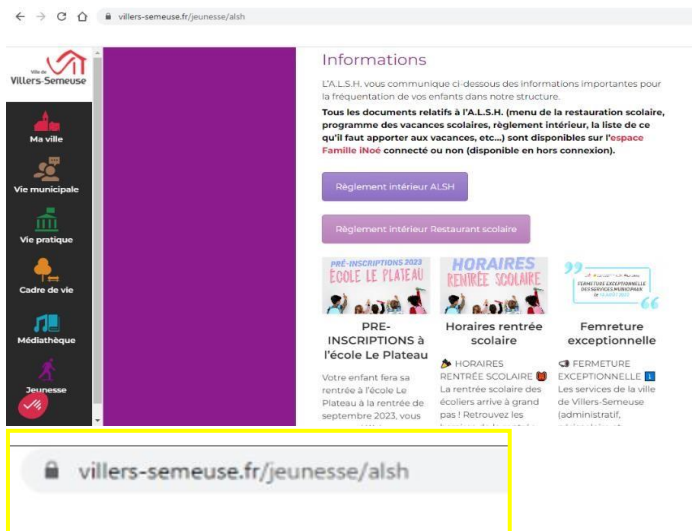 villers-semeuse.fr/jeunesse/alsh
Ville de
Villers-Semeuse
Ma ville
Vie municipale
Vie pratique
Cadre de vie
Médiathèque
Jeunesse
Informations
L'A.L.S.H. vous communique ci-dessous des informations importantes pour
la fréquentation de vos enfants dans notre structure.
Tous les documents relatifs à l'A.L.S.H. (menu de la restauration scolaire,
programme des vacances scolaires, règlement intérieur, la liste de ce
qu'il faut apporter aux vacances, etc...) sont disponibles sur l'espace
Famille iNoé connecté ou non (disponible en hors connexion).
Règlement intérieur ALSH
Règlement intérieur Restaurant scolaire
PRÉ-INSCRIPTIONS 2023
ÉCOLE LE PLATEAU
PRE-
INSCRIPTIONS à
l'école Le Plateau
Votre enfant fera sa
rentrée à l'école Le
Plateau à la rentrée de
septembre 2023, vous
HORAIRES
RENTRÉE SCOLAIRE
Horaires rentrée
scolaire
HORAIRES
RENTRÉE SCOLAIRE
La rentrée scolaire des
écoliers arrive à grand
pas ! Retrouvez les
FERMETURE EXCEPTIONNELLE
DES SERVICES MUNICIPAUX
Femreture
exceptionnelle
FERMETURE
EXCEPTIONNELLE
Les services de la ville
de Villers-Semeuse
(administratif,
villers-semeuse.fr/jeunesse/alsh